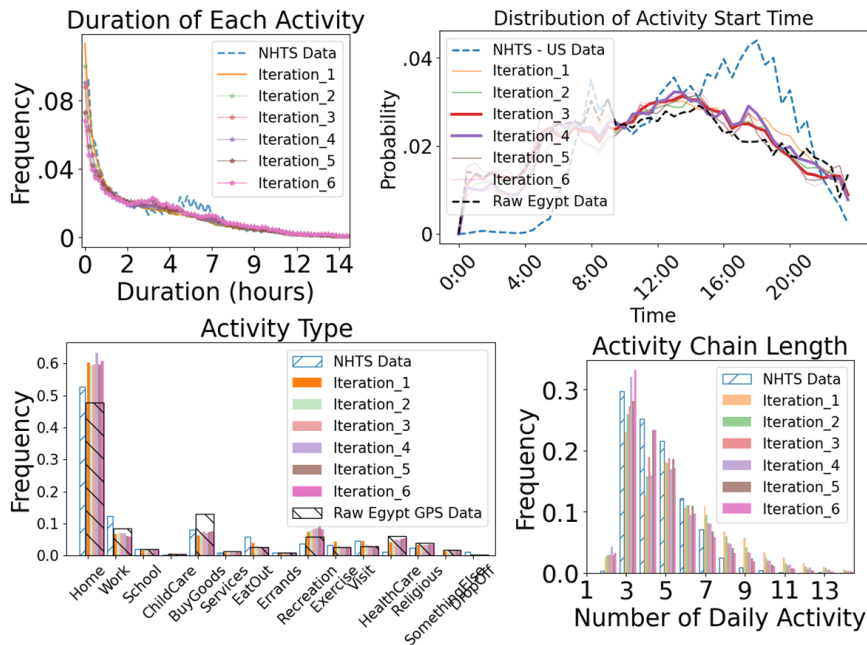 Duration of Each Activity
Frequency
.08
.04
0
NHTS Data
Iteration_1
Iteration_2
Iteration_3
Iteration_4
Iteration_5
Iteration_6
0 2 4 7 9 12 14
Duration (hours)
Distribution of Activity Start Time
Probability
.04
.02
0
NHTS - US Data
Iteration_1
Iteration_2
Iteration_3
Iteration_4
Iteration_5
Iteration_6
Raw Egypt Data
0:00 4:00 8:00 12:00 16:00 20:00
Time
Activity Type
Frequency
0.6
0.5
0.4
0.3
0.2
0.1
0.0
NHTS Data
Iteration_1
Iteration_2
Iteration_3
Iteration_4
Iteration_5
Iteration_6
Raw Egypt GPS Data
Home Work School ChildCare BuyGoods Services EatOut Errands Recreation Exercise Visit HealthCare Religious SomethingElse DropOff
Activity Chain Length
Frequency
0.3
0.2
0.1
0.0
NHTS Data
Iteration_1
Iteration_2
Iteration_3
Iteration_4
Iteration_5
Iteration_6
1 3 5 7 9 11 13
Number of Daily Activity